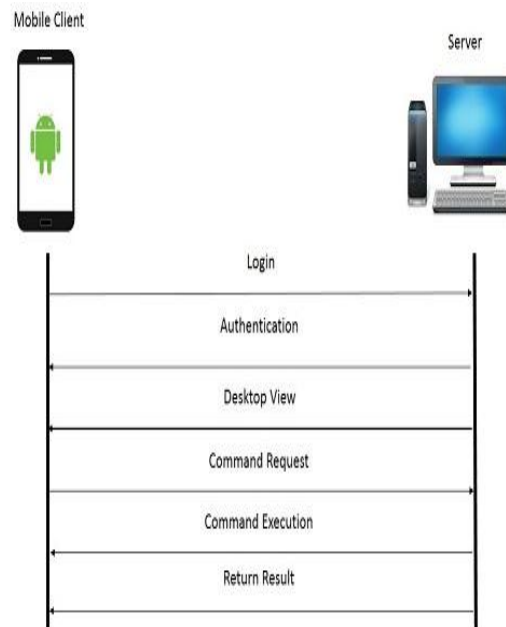 Mobile Client
Server
Login
Authentication
Desktop View
Command Request
Command Execution
Return Result